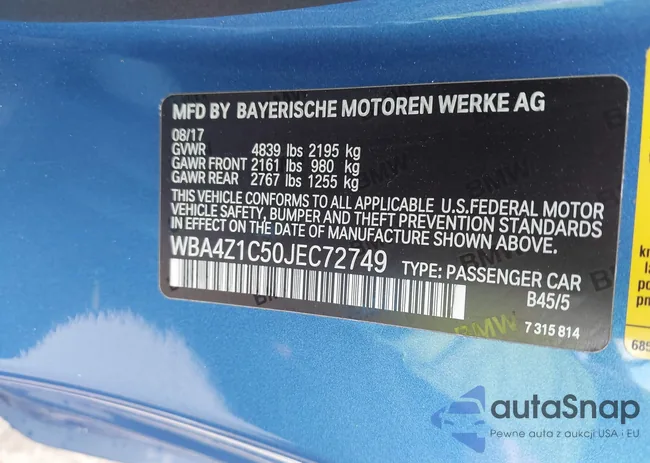 MFD BY BAYERISCHE MOTOREN WERKE AG
08/17
GVWR 4839 lbs 2195 kg
GAWR FRONT 2161 lbs 980 kg
GAWR REAR 2767 lbs 1255 kg
THIS VEHICLE CONFORMS TO ALL APPLICABLE U.S.FEDERAL MOTOR
VEHICLE SAFETY, BUMPER AND THEFT PREVENTION STANDARDS
IN EFFECT ON THE DATE OF MANUFACTURE SHOWN ABOVE.
WBA4Z1C50JEC72749 TYPE: PASSENGER CAR
B45/5
7 315 814
BMW
BMW
autaSnap
Pewne auta z aukcji USA i EU